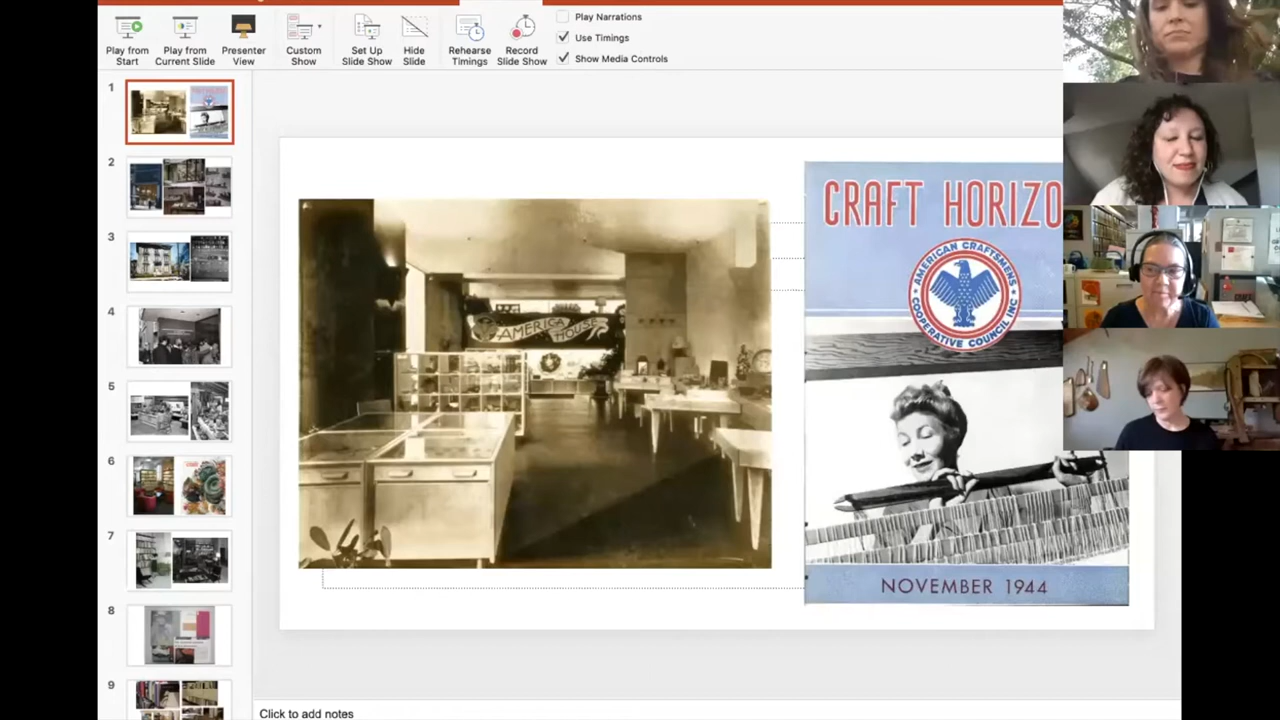 Play from
Start
Play from
Current Slide
Presenter
View
Custom
Show
Set Up
Slide Show
Hide
Slide
Rehearse
Timings
Record
Slide Show
Play Narrations
Use Timings
Show Media Controls
1
2
3
4
5
6
7
8
9
AMERICA
HOUSE
CRAFT HORIZO
AMERICAN CRAFTSMEN'S
COOPERATIVE COUNCIL INC
NOVEMBER 1944
Click to add notes